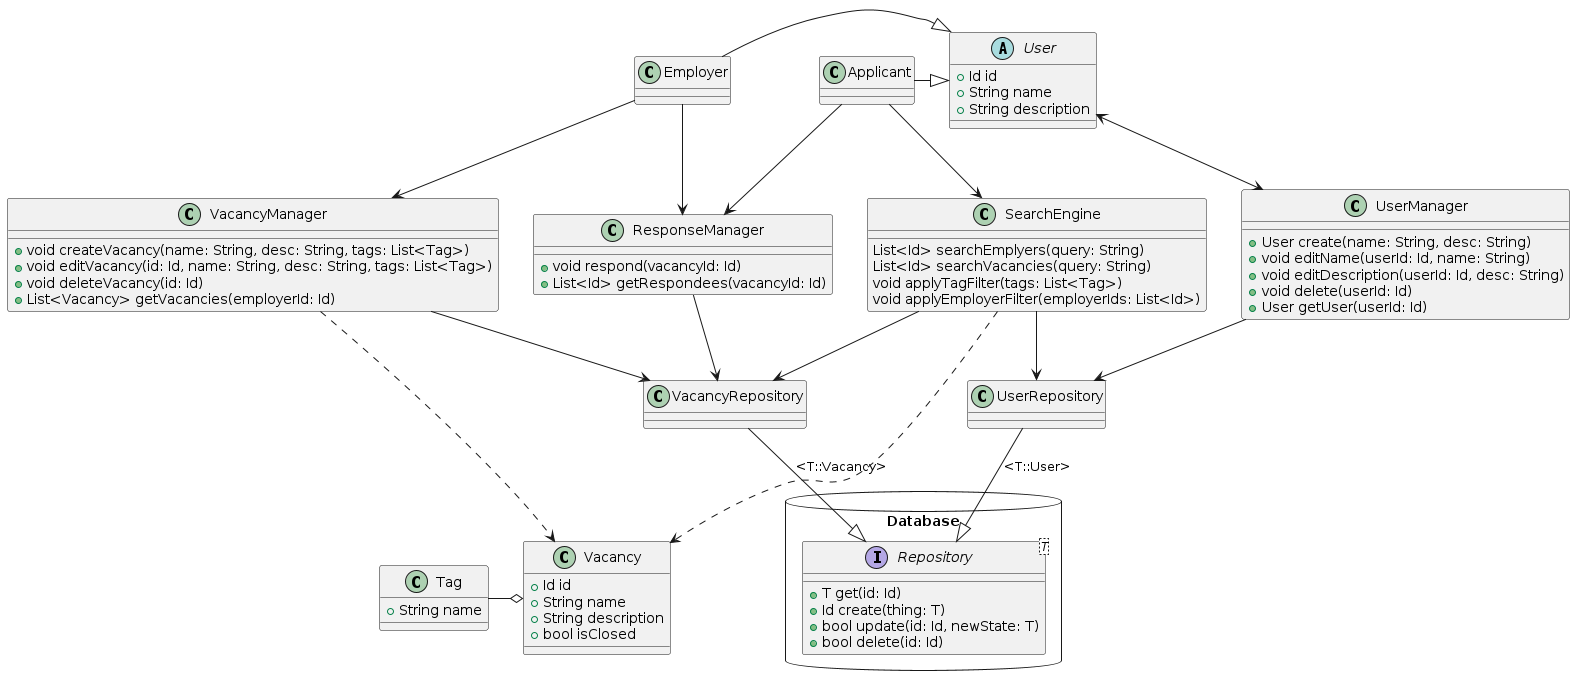 A User
+ Id id
+ String name
+ String description
C Employer
C Applicant
C VacancyManager
+ void createVacancy(name: String, desc: String, tags: List<Tag>)
+ void editVacancy(id: Id, name: String, desc: String, tags: List<Tag>)
+ void deleteVacancy(id: Id)
+ List<Vacancy> getVacancies(employerId: Id)
C ResponseManager
+ void respond(vacancyId: Id)
+ List<Id> getRespondees(vacancyId: Id)
C SearchEngine
List<Id> searchEmplyers(query: String)
List<Id> searchVacancies(query: String)
void applyTagFilter(tags: List<Tag>)
void applyEmployerFilter(employerIds: List<Id>)
C UserManager
+ User create(name: String, desc: String)
+ void editName(userId: Id, name: String)
+ void editDescription(userId: Id, desc: String)
+ void delete(userId: Id)
+ User getUser(userId: Id)
C VacancyRepository
C UserRepository
<T::Vacancy>
<T::User>
Database
C Tag
+ String name
C Vacancy
+ Id id
+ String name
+ String description
+ bool isClosed
I Repository
T
+ T get(id: Id)
+ Id create(thing: T)
+ bool update(id: Id, newState: T)
+ bool delete(id: Id)